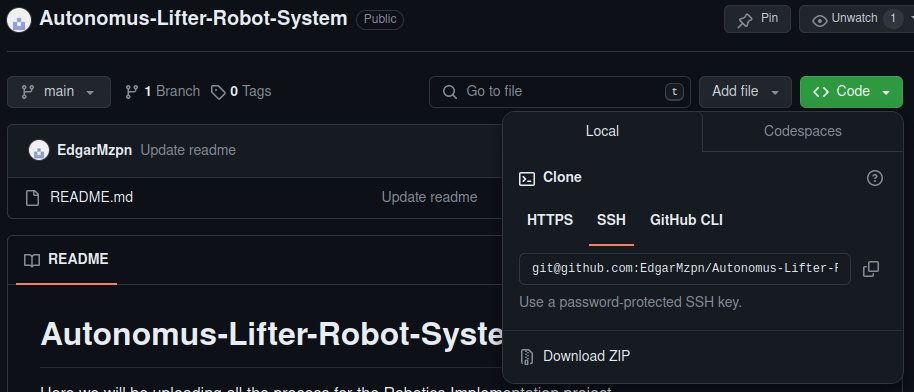 Autonomus-Lifter-Robot-System Public Pin Unwatch 1
main 1 Branch 0 Tags Go to file t Add file Code
Local Codespaces
EdgarMzpn Update readme
Clone
README.md Update readme
HTTPS SSH GitHub CLI
README
git@github.com:EdgarMzpn/Autonomus-Lifter-
Use a password-protected SSH key.
Autonomus-Lifter-Robot-Syste
Download ZIP
Here we will be uploading all the process for the Robotics Implementation project